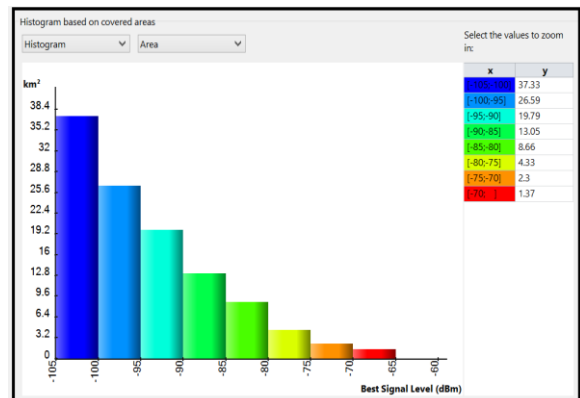 Histogram based on covered areas
Histogram
Area
Select the values to zoom
in:
x y
[-105;-100] 37.33
[-100;-95] 26.59
[-95;-90] 19.79
[-90;-85] 13.05
[-85;-80] 8.66
[-80;-75] 4.33
[-75;-70] 2.3
[-70; 1.37
km²
38.4
35.2
32
28.8
25.6
22.4
19.2
16
12.8
9.6
6.4
3.2
0
-105 -100 -95 -90 -85 -80 -75 -70 -65 -60
Best Signal Level (dBm)